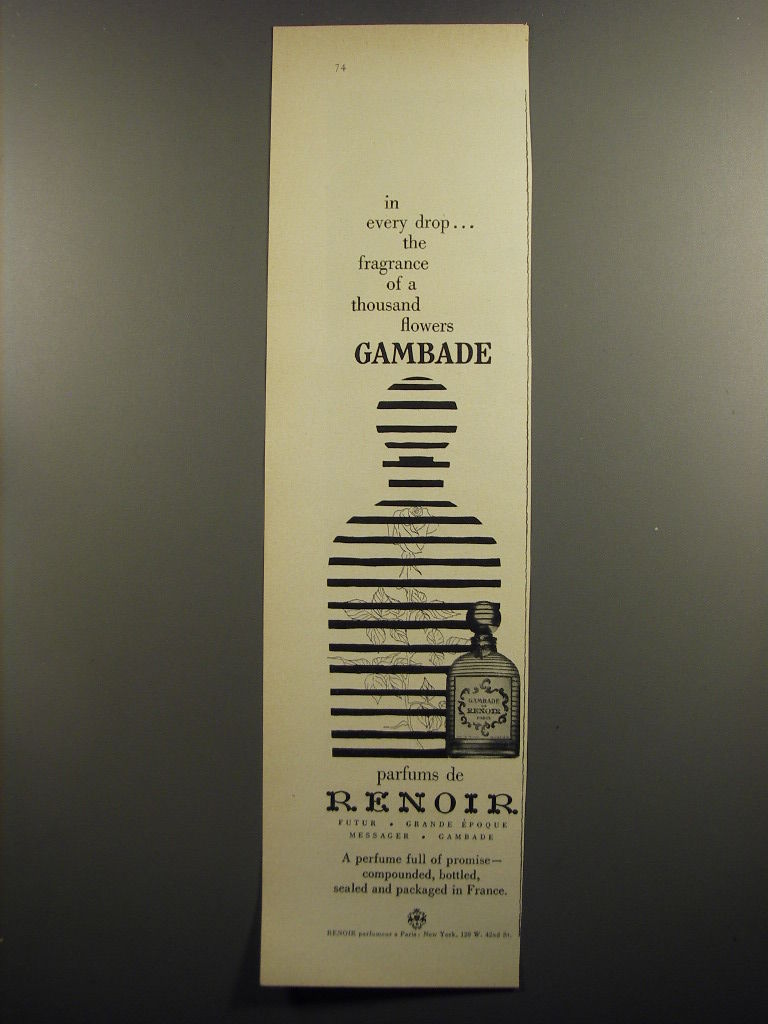 74
in
every drop...
the
fragrance
of a
thousand
flowers
GAMBADE
GAMBADE
DE
RENOIR
PARIS
parfums de
RENOIR
FUTUR • GRANDE ÉPOQUE
MESSAGER • GAMBADE
A perfume full of promise—
compounded, bottled,
sealed and packaged in France.
RENOIR parfumeur a Paris: New York, 120 W. 42nd St.